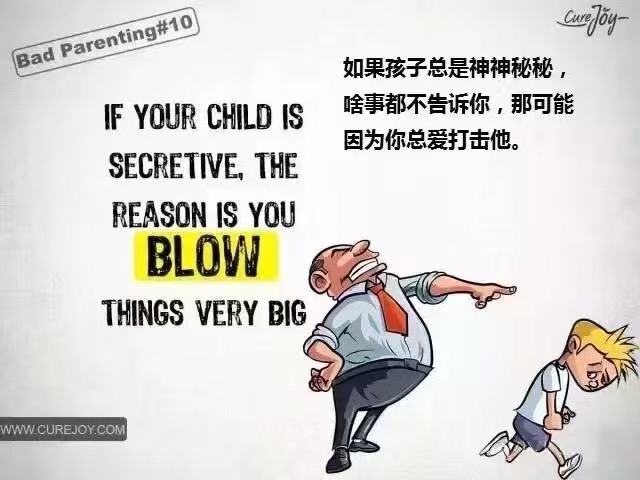 Bad Parenting#10
CureJoy
IF YOUR CHILD IS
SECRETIVE, THE
REASON IS YOU
BLOW
THINGS VERY BIG
如果孩子总是神神秘秘，
啥事都不告诉你，那可能
因为你总爱打击他。
WWW.CUREJOY.COM